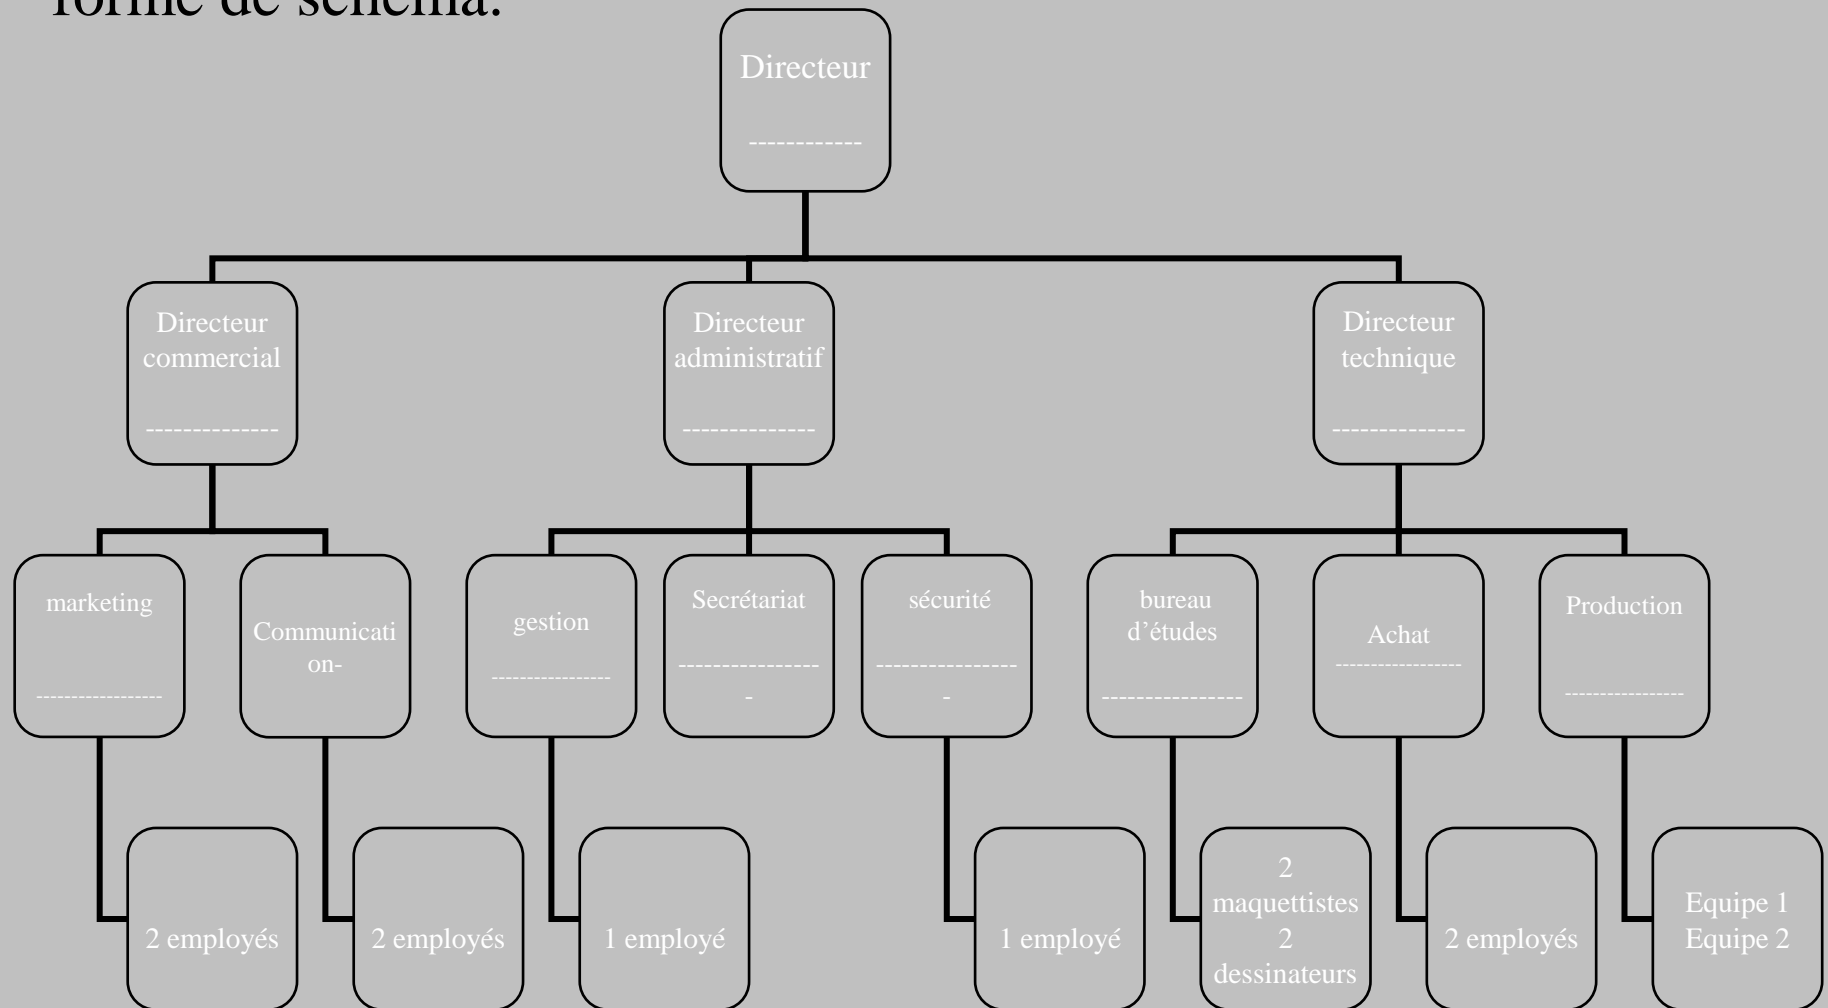 forme de schéma.
Directeur
------------
Directeur
commercial
--------------
Directeur
administratif
--------------
Directeur
technique
--------------
marketing
------------------
Communicati
on-
gestion
-----------------
Secrétariat
----------------
-
sécurité
----------------
-
bureau
d’études
----------------
Achat
------------------
Production
-----------------
2 employés
2 employés
1 employé
1 employé
2
maquettistes
2
dessinateurs
2 employés
Equipe 1
Equipe 2